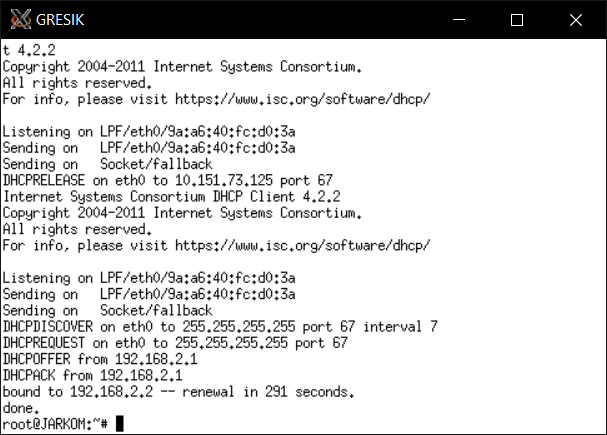 GRESIK
t 4.2.2
Copyright 2004-2011 Internet Systems Consortium.
All rights reserved.
For info, please visit https://www.isc.org/software/dhcp/
Listening on LPF/eth0/9a:a6:40:fc:d0:3a
Sending on   LPF/eth0/9a:a6:40:fc:d0:3a
Sending on   Socket/fallback
DHCPRELEASE on eth0 to 10.151.73.125 port 67
Internet Systems Consortium DHCP Client 4.2.2
Copyright 2004-2011 Internet Systems Consortium.
All rights reserved.
For info, please visit https://www.isc.org/software/dhcp/
Listening on LPF/eth0/9a:a6:40:fc:d0:3a
Sending on   LPF/eth0/9a:a6:40:fc:d0:3a
Sending on   Socket/fallback
DHCPDISCOVER on eth0 to 255.255.255.255 port 67 interval 7
DHCPREQUEST on eth0 to 255.255.255.255 port 67
DHCPOFFER from 192.168.2.1
DHCPACK from 192.168.2.1
bound to 192.168.2.2 -- renewal in 291 seconds.
done.
root@JARKOM:~#